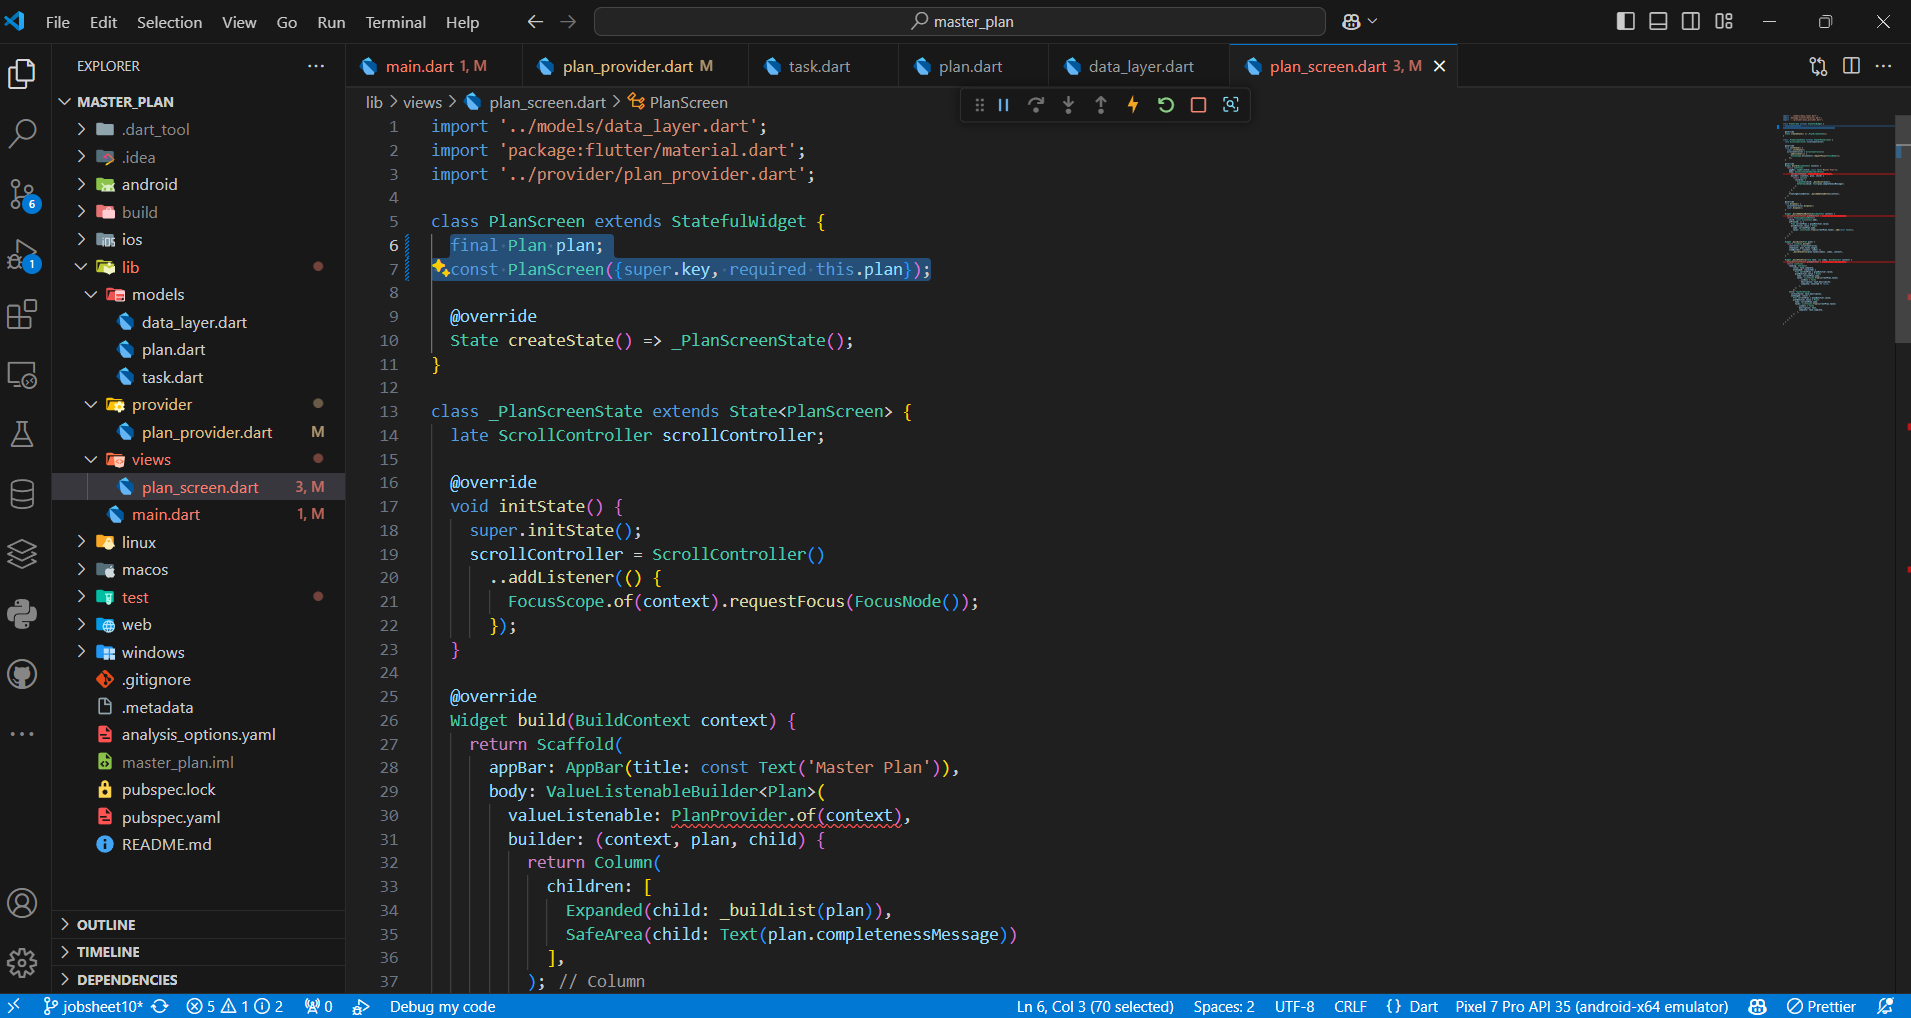 File Edit Selection View Go Run Terminal Help
master_plan
EXPLORER
MASTER_PLAN
.dart_tool
.idea
android
build
ios
lib
models
data_layer.dart
plan.dart
task.dart
provider
plan_provider.dart M
views
plan_screen.dart 3, M
main.dart 1, M
linux
macos
test
web
windows
.gitignore
.metadata
analysis_options.yaml
master_plan.iml
pubspec.lock
pubspec.yaml
README.md
OUTLINE
TIMELINE
DEPENDENCIES
6
1
main.dart 1, M plan_provider.dart M task.dart plan.dart data_layer.dart plan_screen.dart 3, M
lib > views > plan_screen.dart > PlanScreen
1 import '../models/data_layer.dart';
2 import 'package:flutter/material.dart';
3 import '../provider/plan_provider.dart';
4
5 class PlanScreen extends StatefulWidget {
6 final Plan plan;
7 const PlanScreen({super.key, required this.plan});
8
9 @override
10 State createState() => _PlanScreenState();
11 }
12
13 class _PlanScreenState extends State<PlanScreen> {
14 late ScrollController scrollController;
15
16 @override
17 void initState() {
18 super.initState();
19 scrollController = ScrollController()
20 ..addListener(() {
21 FocusScope.of(context).requestFocus(FocusNode());
22 });
23 }
24
25 @override
26 Widget build(BuildContext context) {
27 return Scaffold(
28 appBar: AppBar(title: const Text('Master Plan')),
29 body: ValueListenableBuilder<Plan>(
30 valueListenable: PlanProvider.of(context),
31 builder: (context, plan, child) {
32 return Column(
33 children: [
34 Expanded(child: _buildList(plan)),
35 SafeArea(child: Text(plan.completenessMessage))
36 ],
37 ); // Column
jobsheet10* 5 1 2 0 Debug my code Ln 6, Col 3 (70 selected) Spaces: 2 UTF-8 CRLF {} Dart Pixel 7 Pro API 35 (android-x64 emulator) Prettier